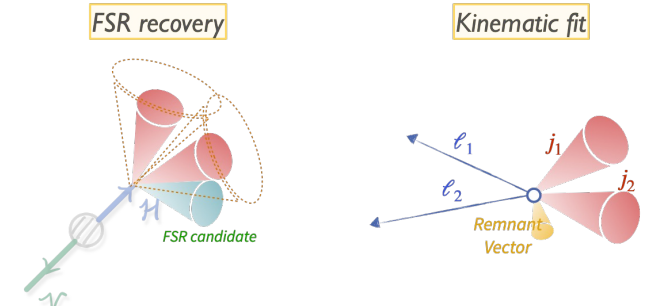 FSR recovery
Kinematic fit
ℓ₁
j₁
ℓ₂
j₂
H
Remnant
Vector
FSR candidate